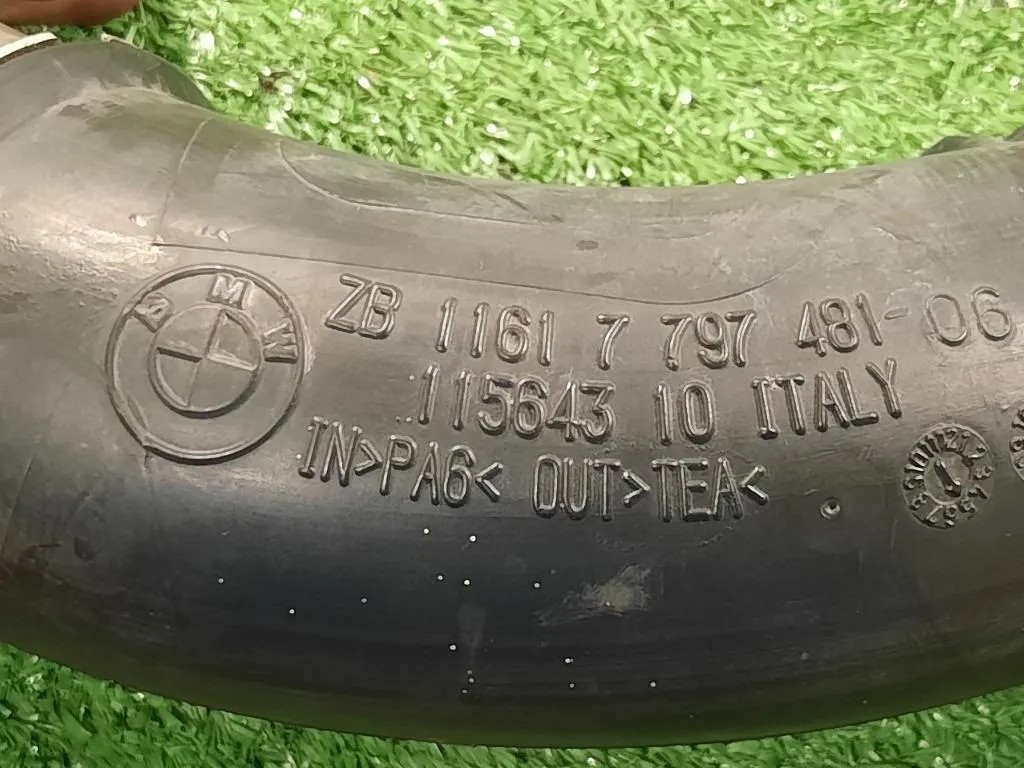 BMW
ZB 1161 7 797 481-06
115643 10 ITALY
IN>PA6< OUT>TEA<